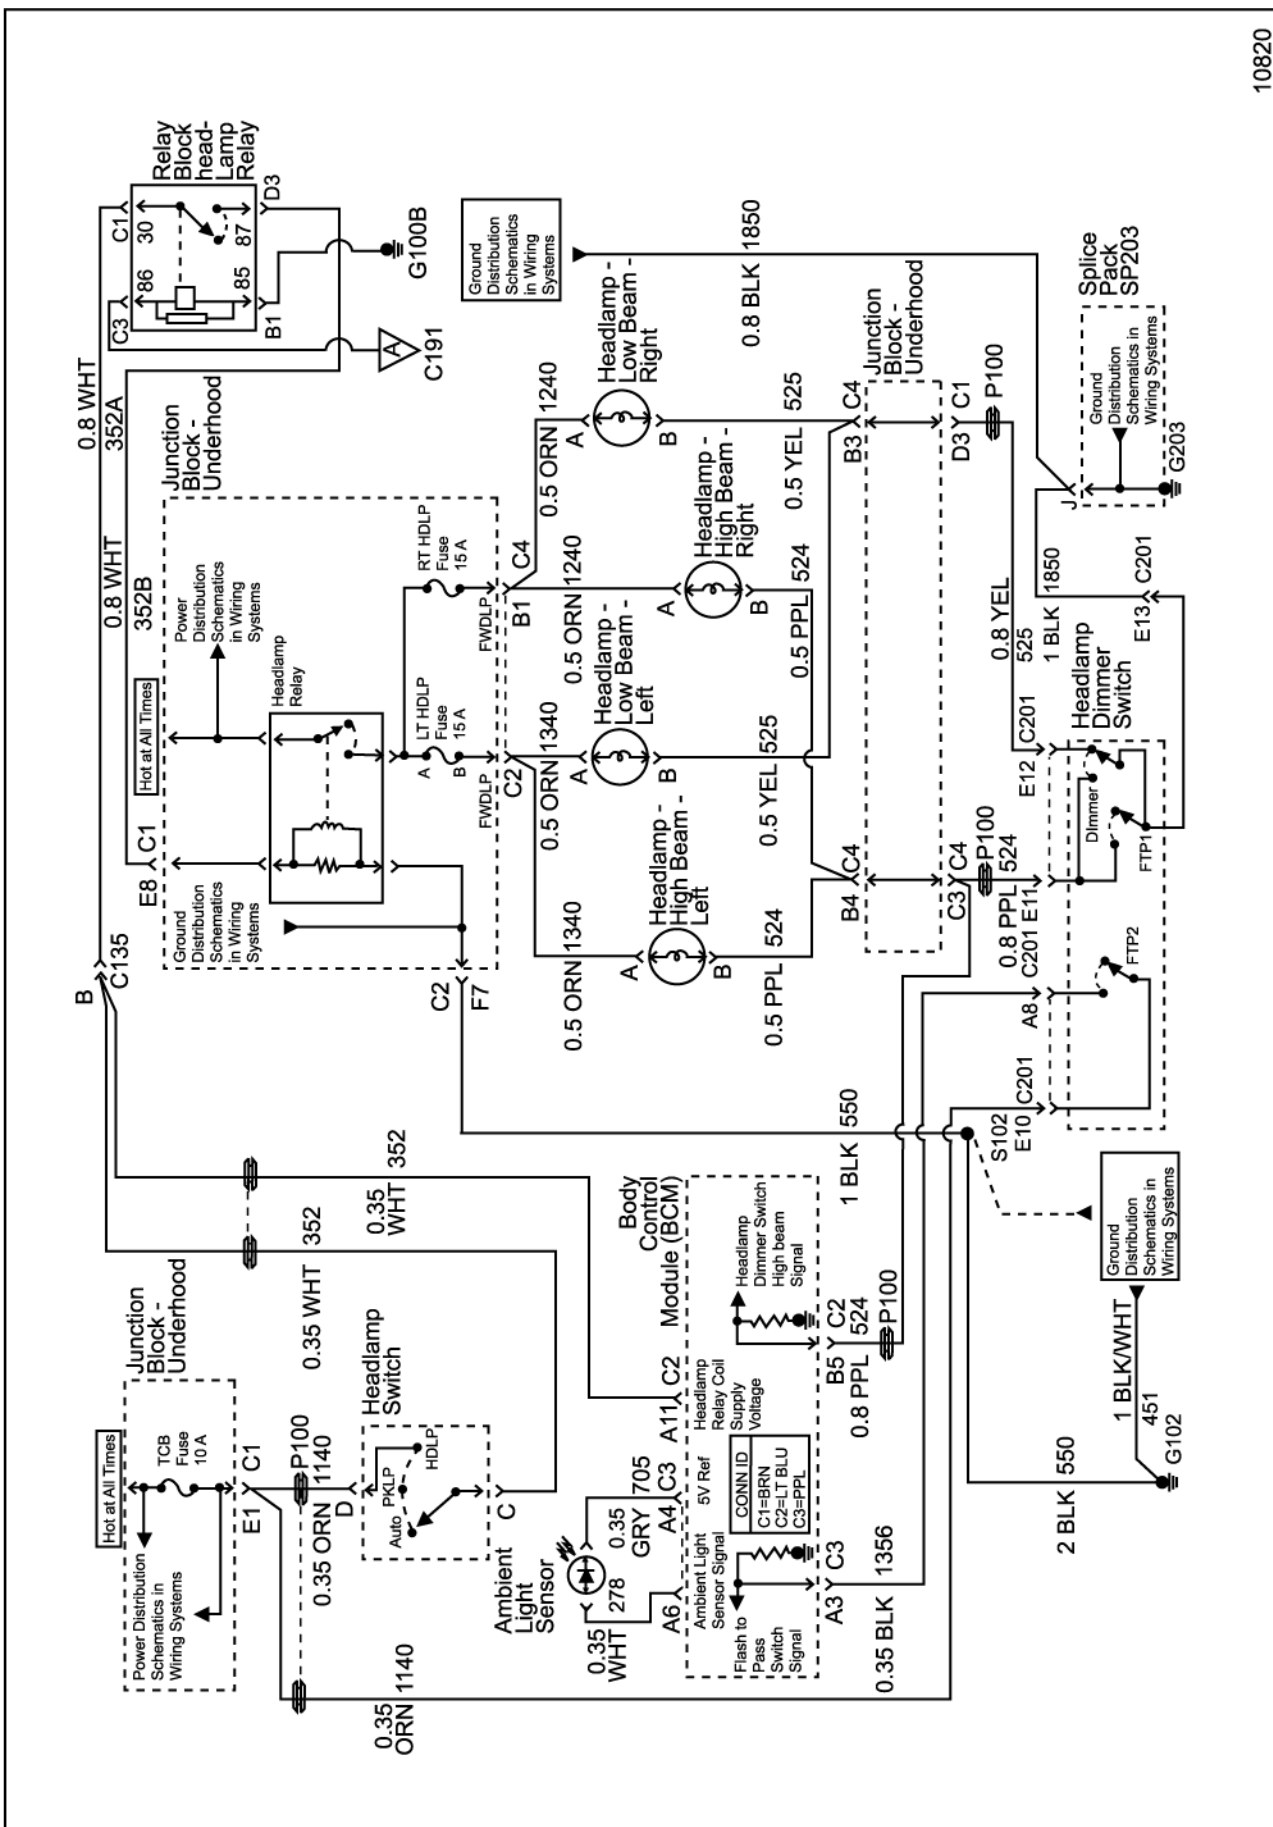 10820
Hot at All Times
TCB
Fuse
10 A
Junction
Block -
Underhood
Power Distribution
Schematics in
Wiring Systems
E1
C1
P100
0.35 ORN 1140
0.35
ORN 1140
D
Headlamp
Switch
Auto
PKLP
HDLP
C
0.35 WHT 352
0.35
WHT
352
B
C135
0.8 WHT
352A
0.8 WHT
352B
Relay
Block
head-
Lamp
Relay
C1
30
C3
86
87
D3
85
B1
G100B
A
C191
Junction
Block -
Underhood
Hot at All Times
Power
Distribution
Schematics
in Wiring
Systems
E8
C1
Headlamp
Relay
Ground
Distribution
Schematics
in Wiring
Systems
LT HDLP
Fuse
15 A
A
B
RT HDLP
Fuse
15 A
FWDLP
FWDLP
C2
F7
C2
B1
C4
0.5 ORN 1340
0.5 ORN 1340
0.5 ORN 1240
0.5 ORN 1240
A
Headlamp -
High Beam -
Left
B
A
Headlamp -
Low Beam -
Left
B
A
Headlamp -
High Beam -
Right
B
A
Headlamp -
Low Beam -
Right
B
0.5 PPL 524
0.5 YEL 525
0.5 PPL 524
0.5 YEL 525
Ground
Distribution
Schematics
in Wiring
Systems
0.8 BLK 1850
B4
C4
B3
C4
Junction
Block -
Underhood
C3
C4
P100
D3
C1
P100
0.8 PPL 524
0.8 YEL
525
1 BLK 1850
Ambient
Light
Sensor
0.35
WHT
278
0.35
GRY
705
A6
A4
C3
A11
C2
Body
Control
Module (BCM)
Ambient Light
Sensor Signal
5V Ref
Headlamp
Relay Coil
Supply
Voltage
Headlamp
Dimmer Switch
High beam
Signal
Flash to
Pass
Switch
Signal
CONN ID
C1=BRN
C2=LT BLU
C3=PPL
A3
C3
B5
C2
0.35 BLK 1356
0.8 PPL 524
P100
1 BLK 550
S102
E10
C201
A8
C201
E11
E12
C201
Headlamp
Dimmer
Switch
FTP2
FTP1
DImmer
E13
C201
J
Splice
Pack
SP203
Ground
Distribution
Schematics in
Wiring Systems
G203
Ground
Distribution
Schematics in
Wiring Systems
1 BLK/WHT
451
2 BLK 550
G102